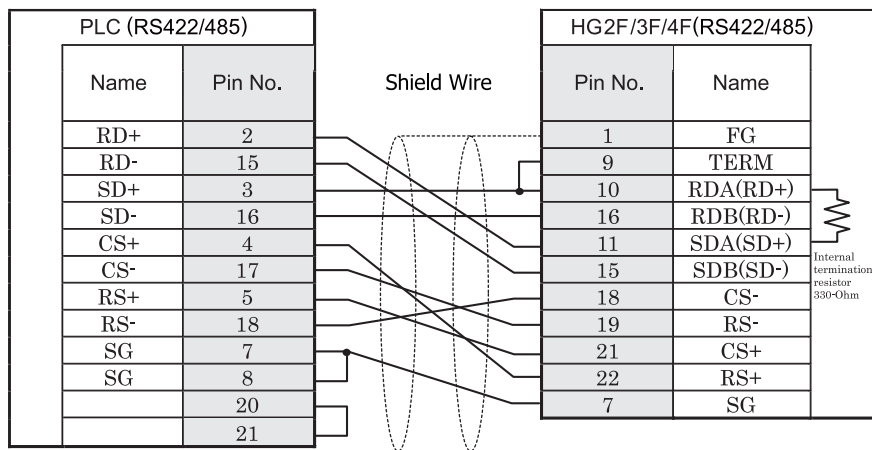 PLC (RS422/485) HG2F/3F/4F(RS422/485)
Name Pin No. Shield Wire Pin No. Name
RD+ 2 1 FG
RD- 15 9 TERM
SD+ 3 10 RDA(RD+)
SD- 16 16 RDB(RD-)
CS+ 4 11 SDA(SD+)
CS- 17 15 SDB(SD-)
RS+ 5 18 CS-
RS- 18 19 RS-
SG 7 21 CS+
SG 8 22 RS+
20 7 SG
21
Internal
termination
resistor
330-Ohm